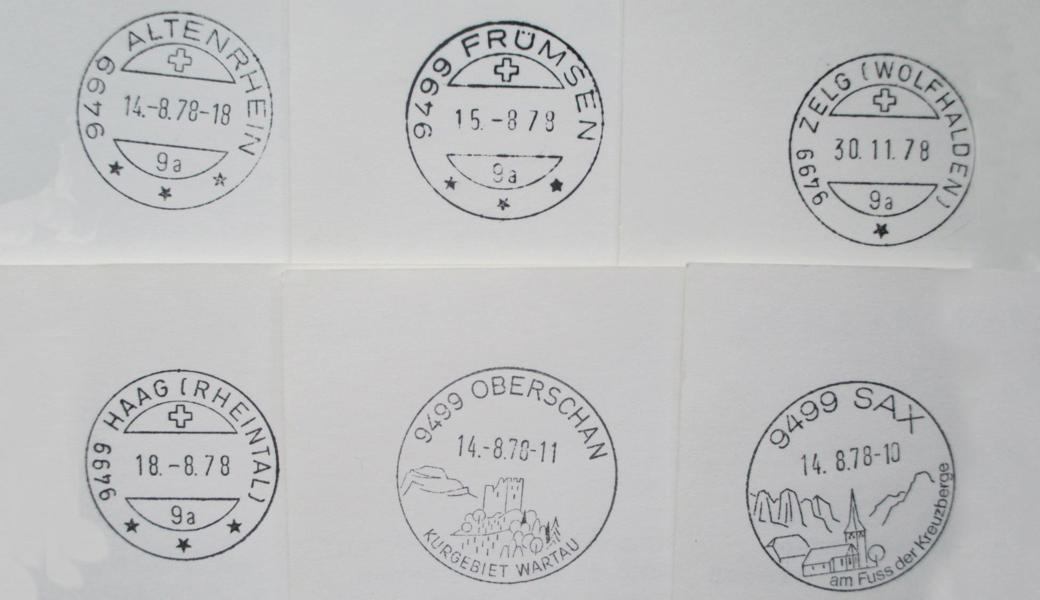 9499 ALTENRHEIN
14.-8.78-18
9a
9499 FRÜMSEN
15.-8 78
9a
9499 ZELG (WOLFHALDEN)
30.11.78
9a
9499 HAAG (RHEINTAL)
18.-8.78
9a
9499 OBERSCHAN
14.-8.78-11
KURGEBIET WARTAU
9499 SAX
14. 8.78-10
am Fuss der Kreuzberge